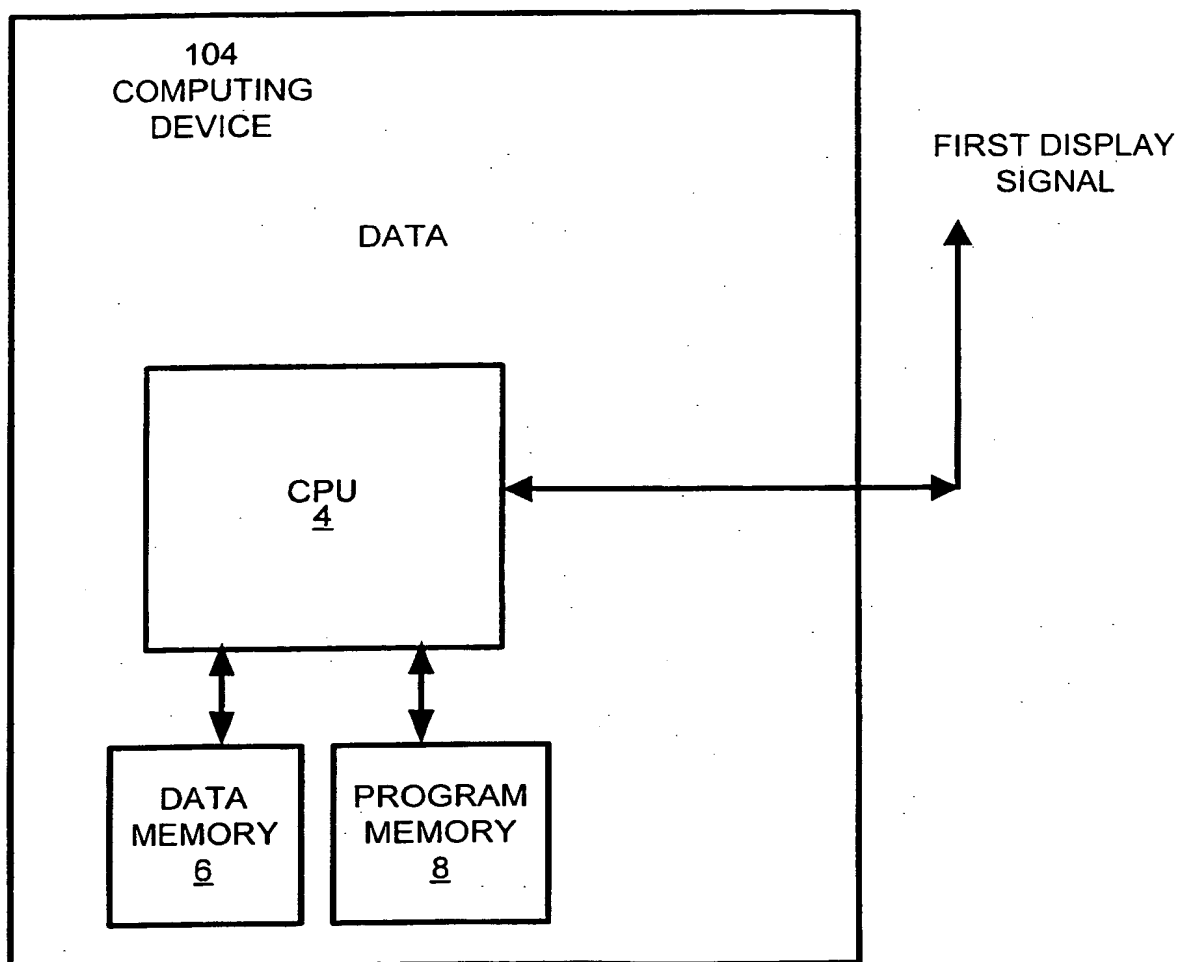 104
COMPUTING
DEVICE
FIRST DISPLAY
SIGNAL
DATA
CPU
4
DATA
MEMORY
6
PROGRAM
MEMORY
8